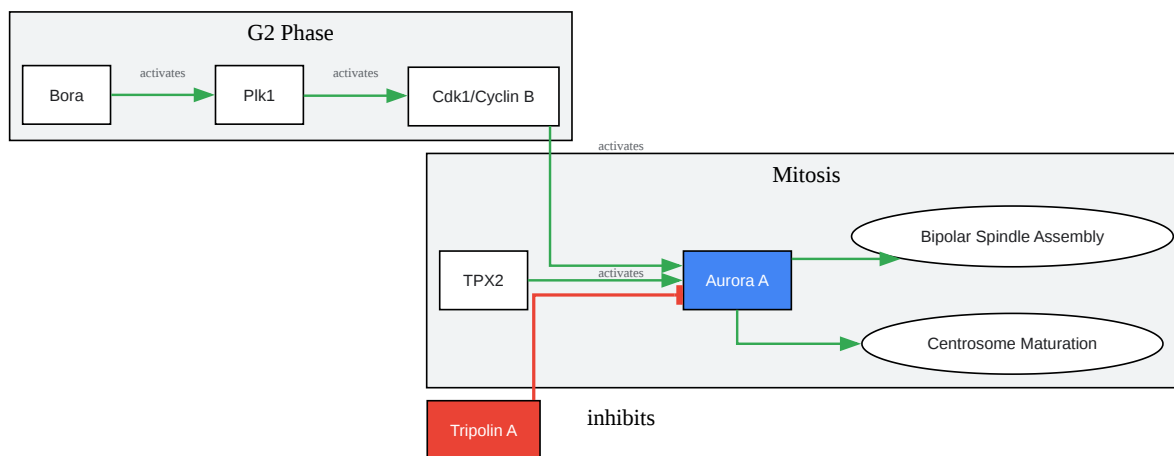 G2 Phase
activates
activates
Bora
Plk1
Cdk1/Cyclin B
activates
Mitosis
Bipolar Spindle Assembly
TPX2
activates
Aurora A
Centrosome Maturation
inhibits
Tripolin A